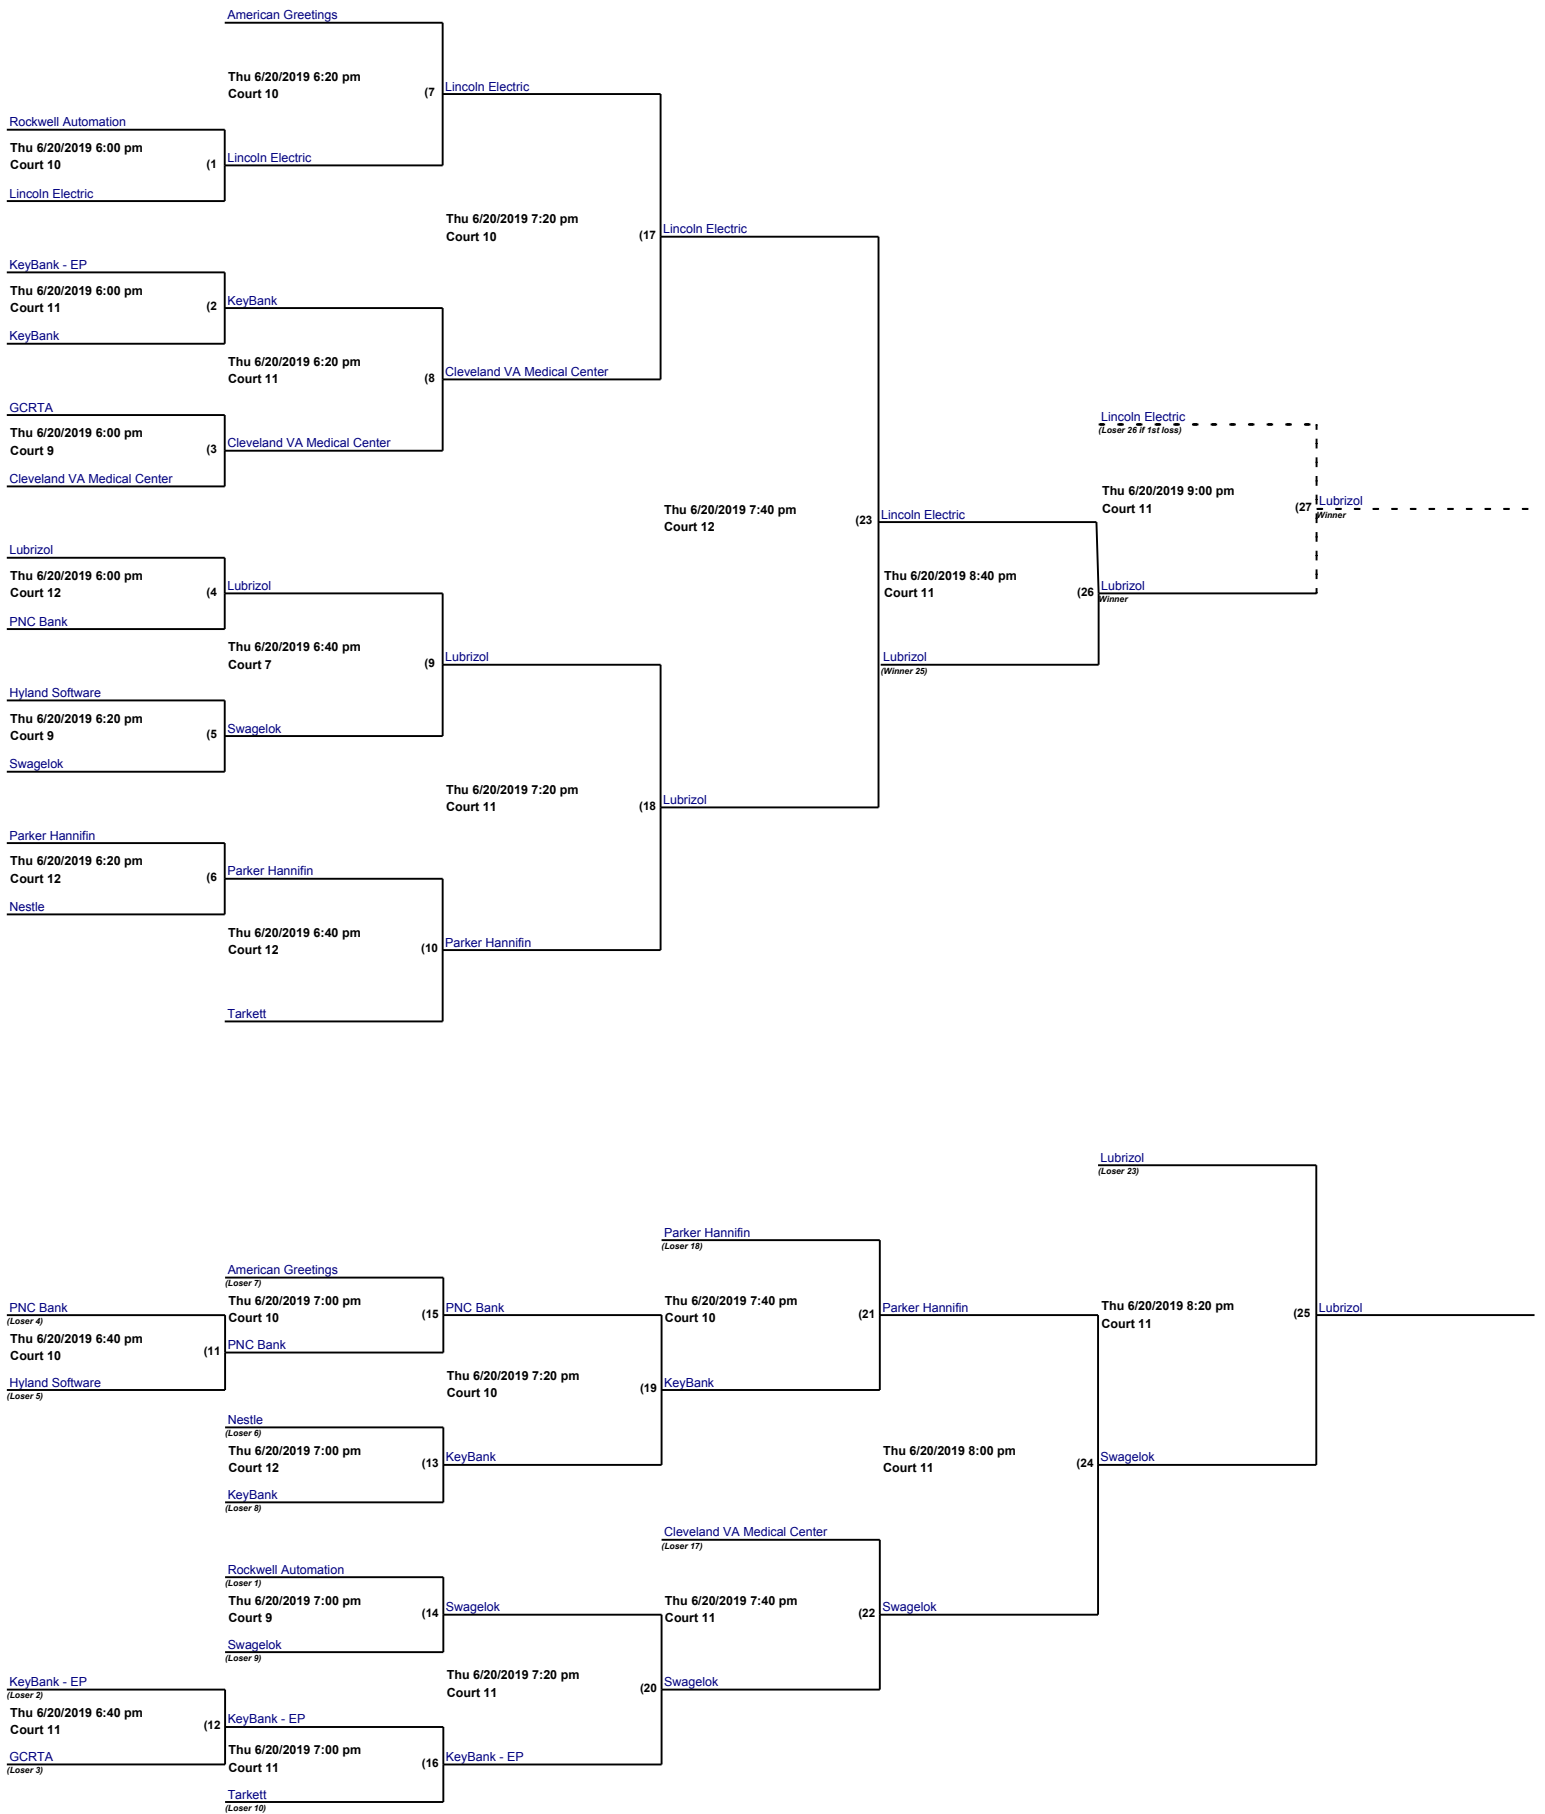 American Greetings
Thu 6/20/2019 6:20 pm
Court 10
(7
Lincoln Electric
Rockwell Automation
Thu 6/20/2019 6:00 pm
Court 10
(1
Lincoln Electric
Lincoln Electric
Thu 6/20/2019 7:20 pm
Court 10
(17
Lincoln Electric
KeyBank - EP
Thu 6/20/2019 6:00 pm
Court 11
(2
KeyBank
KeyBank
Thu 6/20/2019 6:20 pm
Court 11
(8
Cleveland VA Medical Center
GCRTA
Thu 6/20/2019 6:00 pm
Court 9
(3
Cleveland VA Medical Center
Cleveland VA Medical Center
Lincoln Electric
(Loser 26 if 1st loss)
Thu 6/20/2019 9:00 pm
Court 11
(27
Lubrizol
Winner
Thu 6/20/2019 7:40 pm
Court 12
(23
Lincoln Electric
Lubrizol
Thu 6/20/2019 6:00 pm
Court 12
(4
Lubrizol
PNC Bank
Thu 6/20/2019 8:40 pm
Court 11
(26
Lubrizol
Winner
Thu 6/20/2019 6:40 pm
Court 7
(9
Lubrizol
Lubrizol
(Winner 25)
Hyland Software
Thu 6/20/2019 6:20 pm
Court 9
(5
Swagelok
Swagelok
Thu 6/20/2019 7:20 pm
Court 11
(18
Lubrizol
Parker Hannifin
Thu 6/20/2019 6:20 pm
Court 12
(6
Parker Hannifin
Nestle
Thu 6/20/2019 6:40 pm
Court 12
(10
Parker Hannifin
Tarkett
Lubrizol
(Loser 23)
Parker Hannifin
(Loser 18)
American Greetings
(Loser 7)
Thu 6/20/2019 7:00 pm
Court 10
(15
PNC Bank
Thu 6/20/2019 7:40 pm
Court 10
(21
Parker Hannifin
Thu 6/20/2019 8:20 pm
Court 11
(25
Lubrizol
PNC Bank
(Loser 4)
Thu 6/20/2019 6:40 pm
Court 10
(11
PNC Bank
Hyland Software
(Loser 5)
Thu 6/20/2019 7:20 pm
Court 10
(19
KeyBank
Nestle
(Loser 6)
Thu 6/20/2019 7:00 pm
Court 12
(13
KeyBank
KeyBank
(Loser 8)
Thu 6/20/2019 8:00 pm
Court 11
(24
Swagelok
Cleveland VA Medical Center
(Loser 17)
Rockwell Automation
(Loser 1)
Thu 6/20/2019 7:00 pm
Court 9
(14
Swagelok
Thu 6/20/2019 7:40 pm
Court 11
(22
Swagelok
Swagelok
(Loser 9)
Thu 6/20/2019 7:20 pm
Court 11
(20
Swagelok
KeyBank - EP
(Loser 2)
Thu 6/20/2019 6:40 pm
Court 11
(12
KeyBank - EP
GCRTA
(Loser 3)
Thu 6/20/2019 7:00 pm
Court 11
(16
KeyBank - EP
Tarkett
(Loser 10)